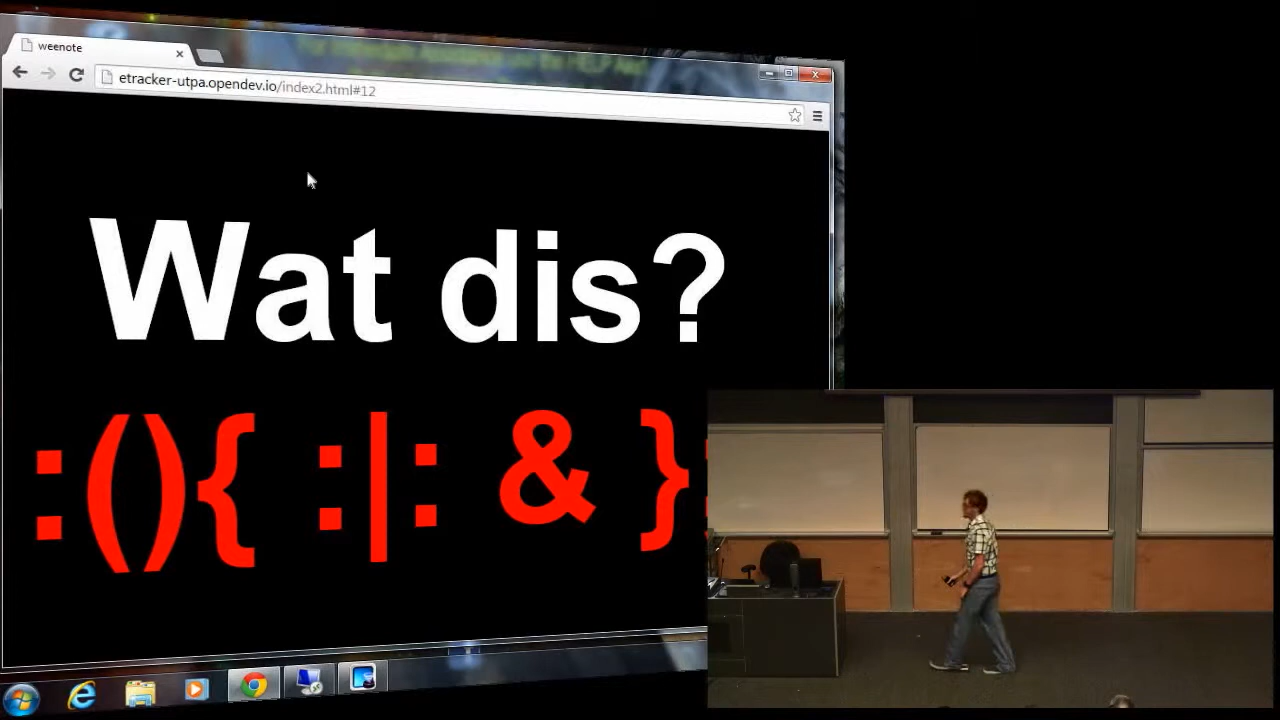 weenote
etracker-utpa.opendev.io/index2.html#12
Wat dis?
:(){ :|: & }